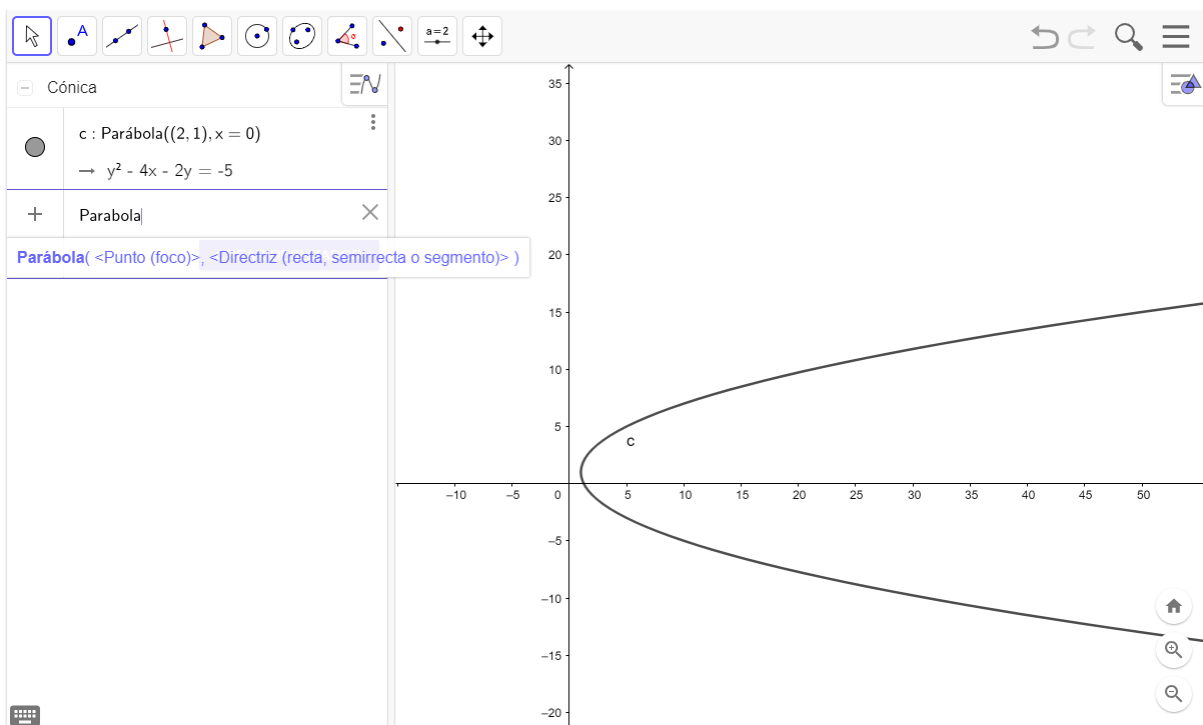 A
α
a=2
Cónica
c : Parábola((2, 1), x = 0)
→ y² - 4x - 2y = -5
Parabola
Parábola( <Punto (foco)>, <Directriz (recta, semirrecta o segmento)> )
35
30
25
20
15
10
5
c
−10
−5
0
5
10
15
20
25
30
35
40
45
50
−5
−10
−15
−20